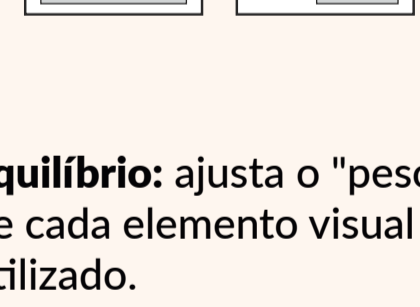 quilíbrio: ajusta o "peso
e cada elemento visual
tilizado.